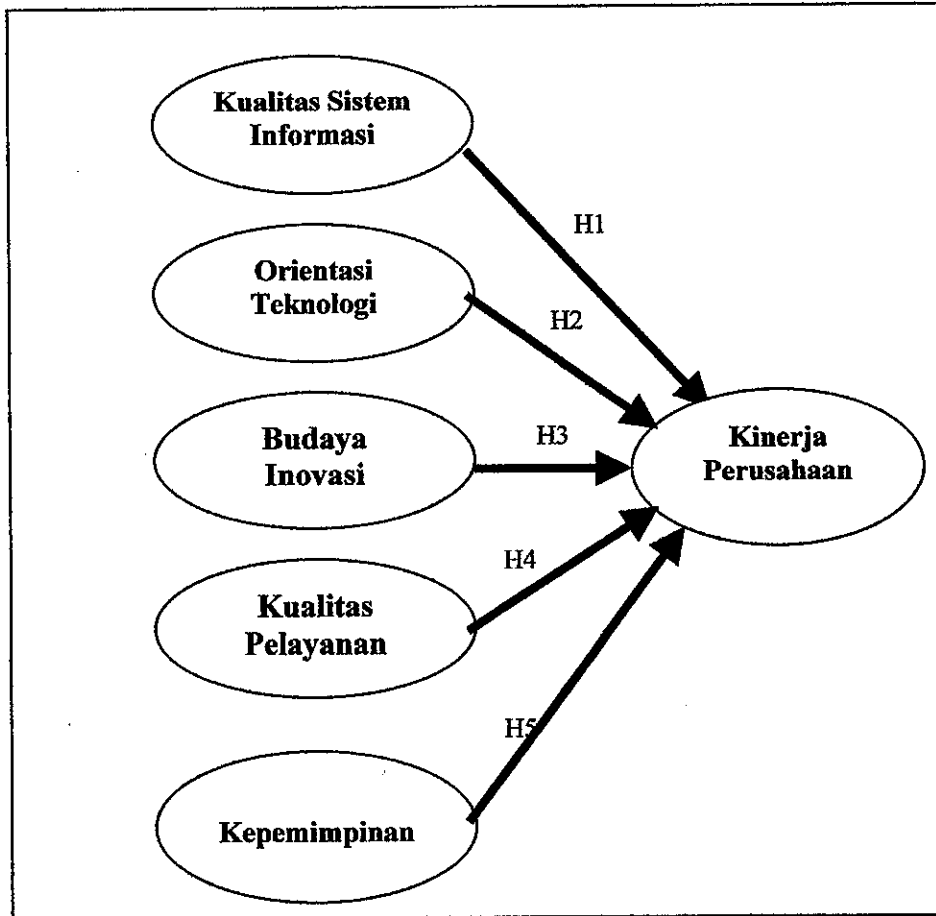 Kualitas Sistem
Informasi
H1
Orientasi
Teknologi
H2
Budaya
Inovasi
H3
Kinerja
Perusahaan
Kualitas
Pelayanan
H4
Kepemimpinan
H5